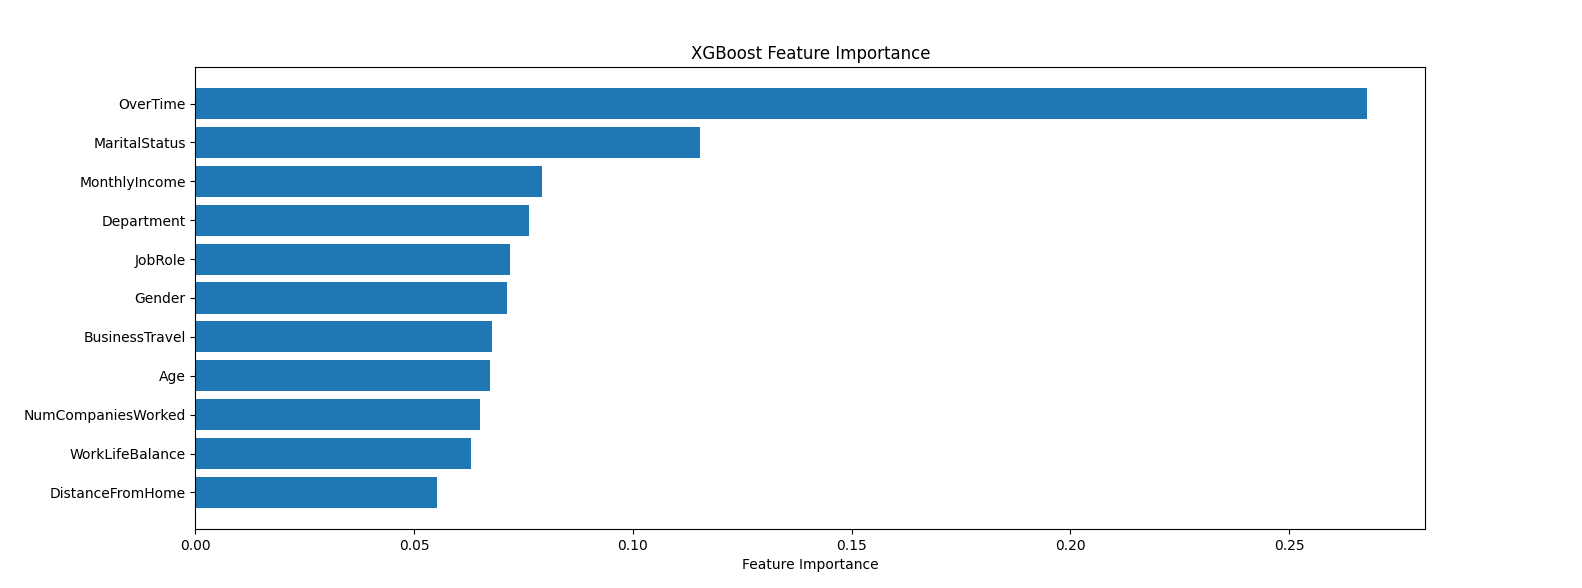 XGBoost Feature Importance
OverTime
MaritalStatus
MonthlyIncome
Department
JobRole
Gender
BusinessTravel
Age
NumCompaniesWorked
WorkLifeBalance
DistanceFromHome
0.00 0.05 0.10 0.15 0.20 0.25
Feature Importance